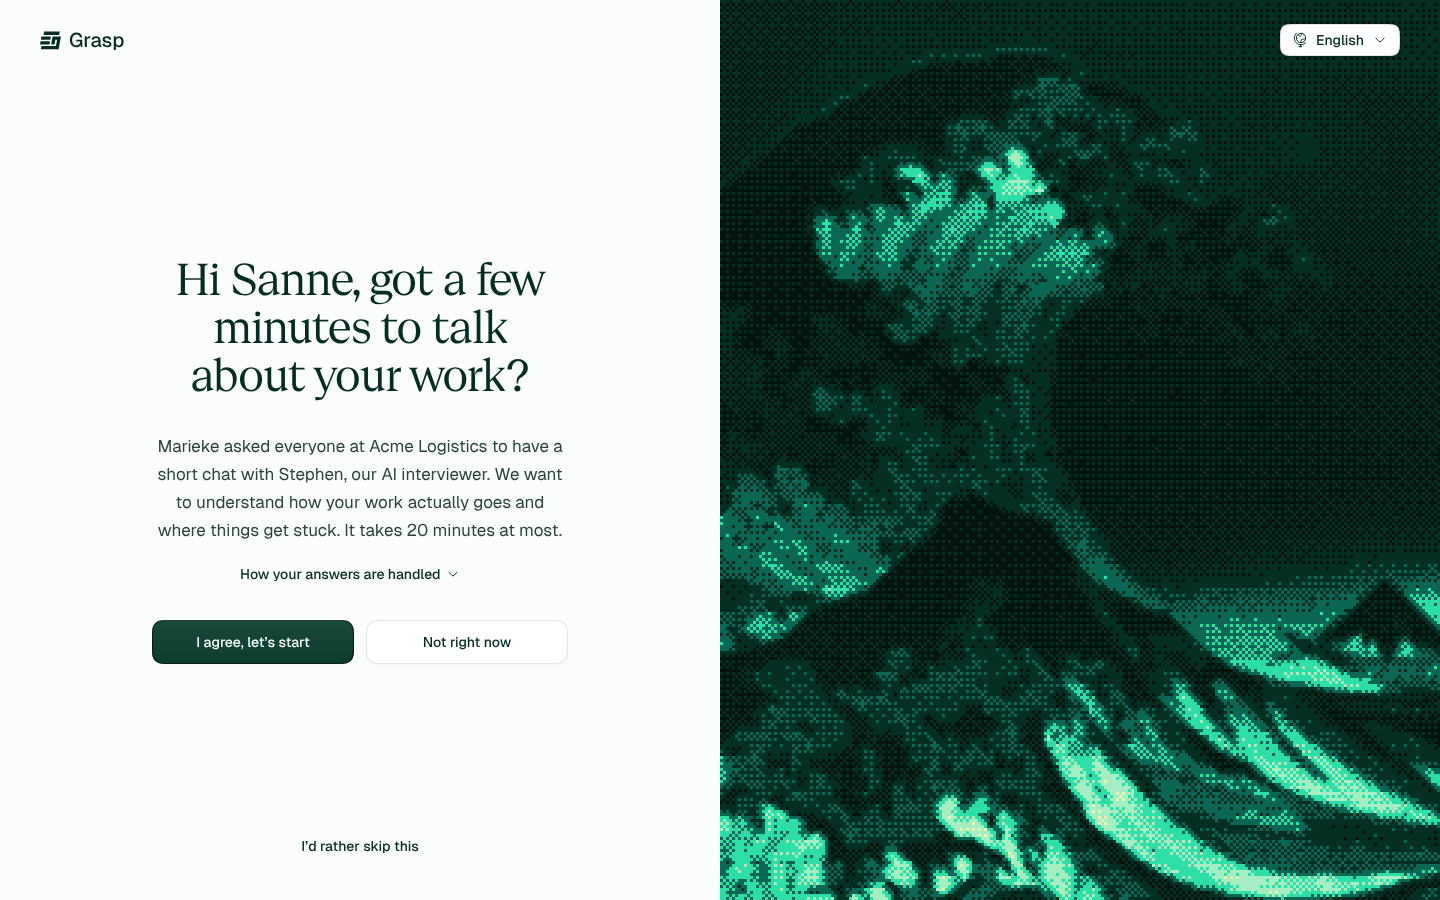 Grasp
English
Hi Sanne, got a few
minutes to talk
about your work?
Marieke asked everyone at Acme Logistics to have a
short chat with Stephen, our AI interviewer. We want
to understand how your work actually goes and
where things get stuck. It takes 20 minutes at most.
How your answers are handled
I agree, let’s start
Not right now
I’d rather skip this